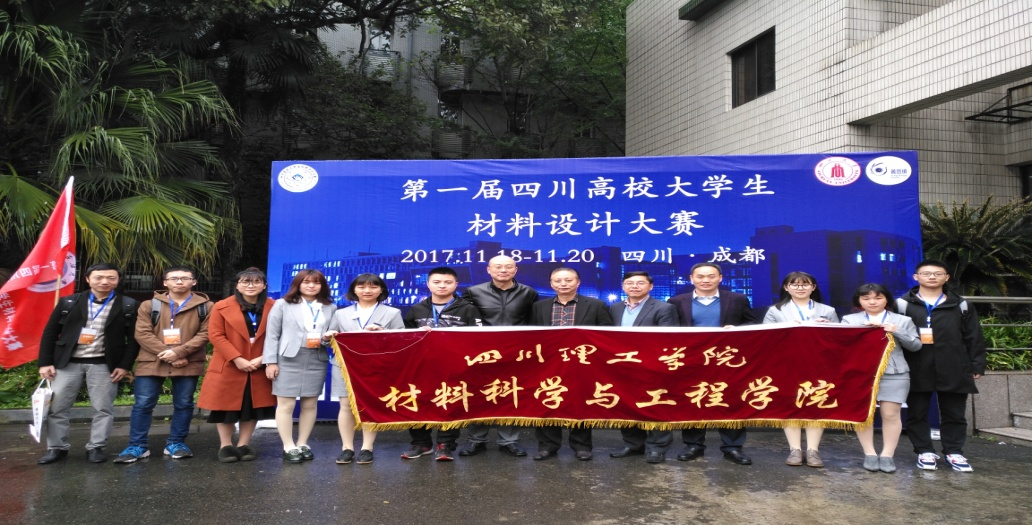 第一届四川高校大学生
材料设计大赛
2017.11.18-11.20 四川·成都
四川理工学院
材料科学与工程学院